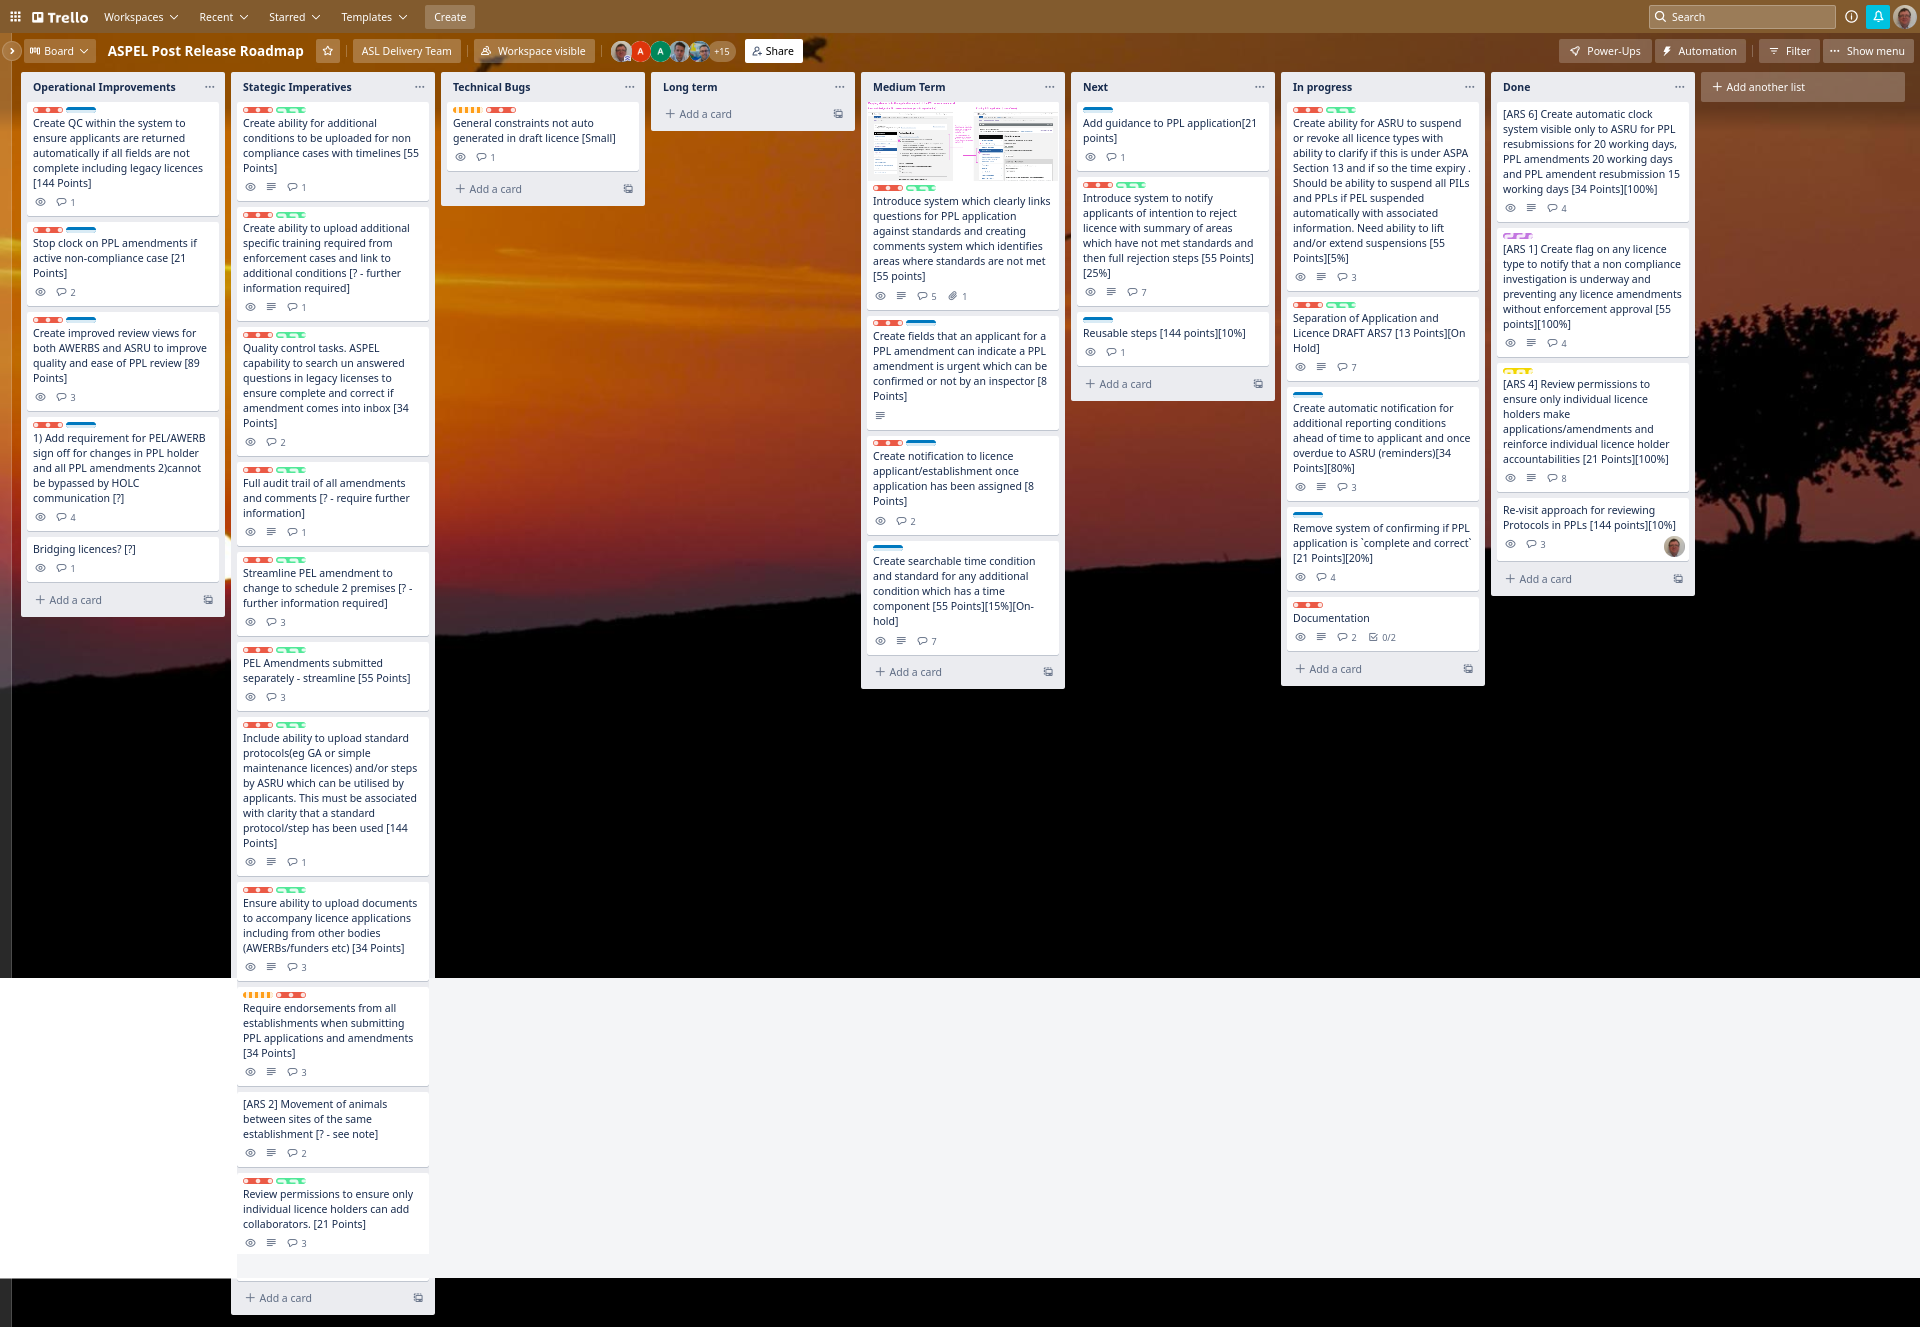 Trello
Workspaces
Recent
Starred
Templates
Create
Search
Board
ASPEL Post Release Roadmap
ASL Delivery Team
Workspace visible
A
A
+15
Share
Power-Ups
Automation
Filter
Show menu
Operational Improvements
Create QC within the system to
ensure applicants are returned
automatically if all fields are not
complete including legacy licences
[144 Points]
1
Stop clock on PPL amendments if
active non-compliance case [21
Points]
2
Create improved review views for
both AWERBS and ASRU to improve
quality and ease of PPL review [89
Points]
3
1) Add requirement for PEL/AWERB
sign off for changes in PPL holder
and all PPL amendments 2)cannot
be bypassed by HOLC
communication [?]
4
Bridging licences? [?]
1
+ Add a card
Stategic Imperatives
Create ability for additional
conditions to be uploaded for non
compliance cases with timelines [55
Points]
1
Create ability to upload additional
specific training required from
enforcement cases and link to
additional conditions [? - further
information required]
1
Quality control tasks. ASPEL
capability to search un answered
questions in legacy licenses to
ensure complete and correct if
amendment comes into inbox [34
Points]
2
Full audit trail of all amendments
and comments [? - require further
information]
1
Streamline PEL amendment to
change to schedule 2 premises [? -
further information required]
3
PEL Amendments submitted
separately - streamline [55 Points]
3
Include ability to upload standard
protocols(eg GA or simple
maintenance licences) and/or steps
by ASRU which can be utilised by
applicants. This must be associated
with clarity that a standard
protocol/step has been used [144
Points]
1
Ensure ability to upload documents
to accompany licence applications
including from other bodies
(AWERBs/funders etc) [34 Points]
3
Require endorsements from all
establishments when submitting
PPL applications and amendments
[34 Points]
3
[ARS 2] Movement of animals
between sites of the same
establishment [? - see note]
2
Review permissions to ensure only
individual licence holders can add
collaborators. [21 Points]
3
+ Add a card
Technical Bugs
General constraints not auto
generated in draft licence [Small]
1
+ Add a card
Long term
+ Add a card
Medium Term
Introduce system which clearly links
questions for PPL application
against standards and creating
comments system which identifies
areas where standards are not met
[55 points]
5
1
Create fields that an applicant for a
PPL amendment can indicate a PPL
amendment is urgent which can be
confirmed or not by an inspector [8
Points]
Create notification to licence
applicant/establishment once
application has been assigned [8
Points]
2
Create searchable time condition
and standard for any additional
condition which has a time
component [55 Points][15%][On-
hold]
7
+ Add a card
Next
Add guidance to PPL application[21
points]
1
Introduce system to notify
applicants of intention to reject
licence with summary of areas
which have not met standards and
then full rejection steps [55 Points]
[25%]
7
Reusable steps [144 points][10%]
1
+ Add a card
In progress
Create ability for ASRU to suspend
or revoke all licence types with
ability to clarify if this is under ASPA
Section 13 and if so the time expiry .
Should be ability to suspend all PILs
and PPLs if PEL suspended
automatically with associated
information. Need ability to lift
and/or extend suspensions [55
Points][5%]
3
Separation of Application and
Licence DRAFT ARS7 [13 Points][On
Hold]
7
Create automatic notification for
additional reporting conditions
ahead of time to applicant and once
overdue to ASRU (reminders)[34
Points][80%]
3
Remove system of confirming if PPL
application is `complete and correct`
[21 Points][20%]
4
Documentation
2
0/2
+ Add a card
Done
[ARS 6] Create automatic clock
system visible only to ASRU for PPL
resubmissions for 20 working days,
PPL amendments 20 working days
and PPL amendent resubmission 15
working days [34 Points][100%]
4
[ARS 1] Create flag on any licence
type to notify that a non compliance
investigation is underway and
preventing any licence amendments
without enforcement approval [55
points][100%]
4
[ARS 4] Review permissions to
ensure only individual licence
holders make
applications/amendments and
reinforce individual licence holder
accountabilities [21 Points][100%]
8
Re-visit approach for reviewing
Protocols in PPLs [144 points][10%]
3
+ Add a card
+ Add another list